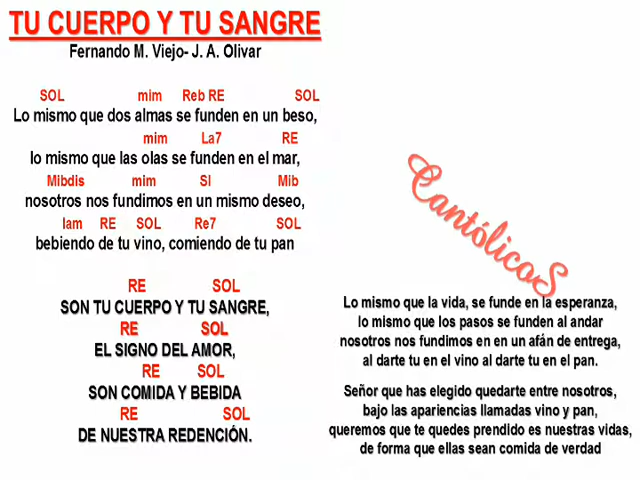 TU CUERPO Y TU SANGRE
Fernando M. Viejo- J. A. Olivar
SOL mim Reb RE SOL
Lo mismo que dos almas se funden en un beso,
mim La7 RE
lo mismo que las olas se funden en el mar,
Mibdis mim SI Mib
nosotros nos fundimos en un mismo deseo,
lam RE SOL Re7 SOL
bebiendo de tu vino, comiendo de tu pan
RE SOL
SON TU CUERPO Y TU SANGRE,
RE SOL
EL SIGNO DEL AMOR,
RE SOL
SON COMIDA Y BEBIDA
RE SOL
DE NUESTRA REDENCIÓN.
CantólicoS
Lo mismo que la vida, se funde en la esperanza,
lo mismo que los pasos se funden al andar
nosotros nos fundimos en en un afán de entrega,
al darte tu en el vino al darte tu en el pan.
Señor que has elegido quedarte entre nosotros,
bajo las apariencias llamadas vino y pan,
queremos que te quedes prendido es nuestras vidas,
de forma que ellas sean comida de verdad